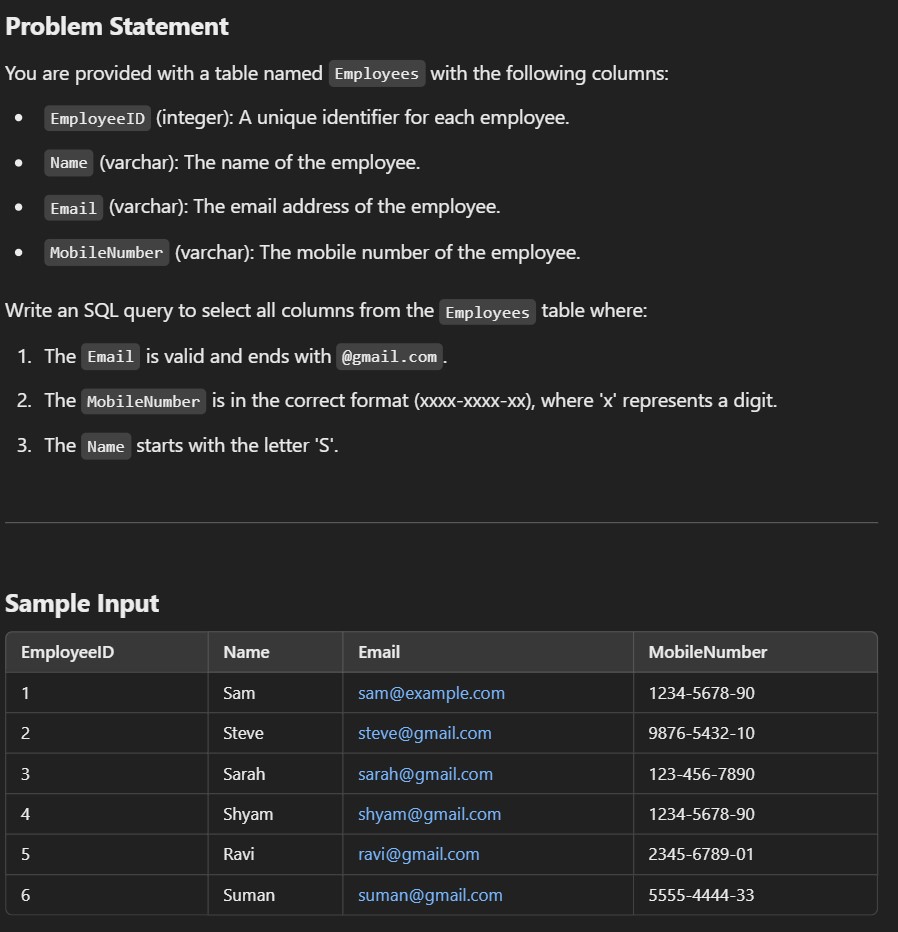 Problem Statement
You are provided with a table named Employees with the following columns:
• EmployeeID (integer): A unique identifier for each employee.
• Name (varchar): The name of the employee.
• Email (varchar): The email address of the employee.
• MobileNumber (varchar): The mobile number of the employee.
Write an SQL query to select all columns from the Employees table where:
1. The Email is valid and ends with @gmail.com.
2. The MobileNumber is in the correct format (xxxx-xxxx-xx), where 'x' represents a digit.
3. The Name starts with the letter 'S'.
Sample Input
EmployeeID Name Email MobileNumber
1 Sam sam@example.com 1234-5678-90
2 Steve steve@gmail.com 9876-5432-10
3 Sarah sarah@gmail.com 123-456-7890
4 Shyam shyam@gmail.com 1234-5678-90
5 Ravi ravi@gmail.com 2345-6789-01
6 Suman suman@gmail.com 5555-4444-33